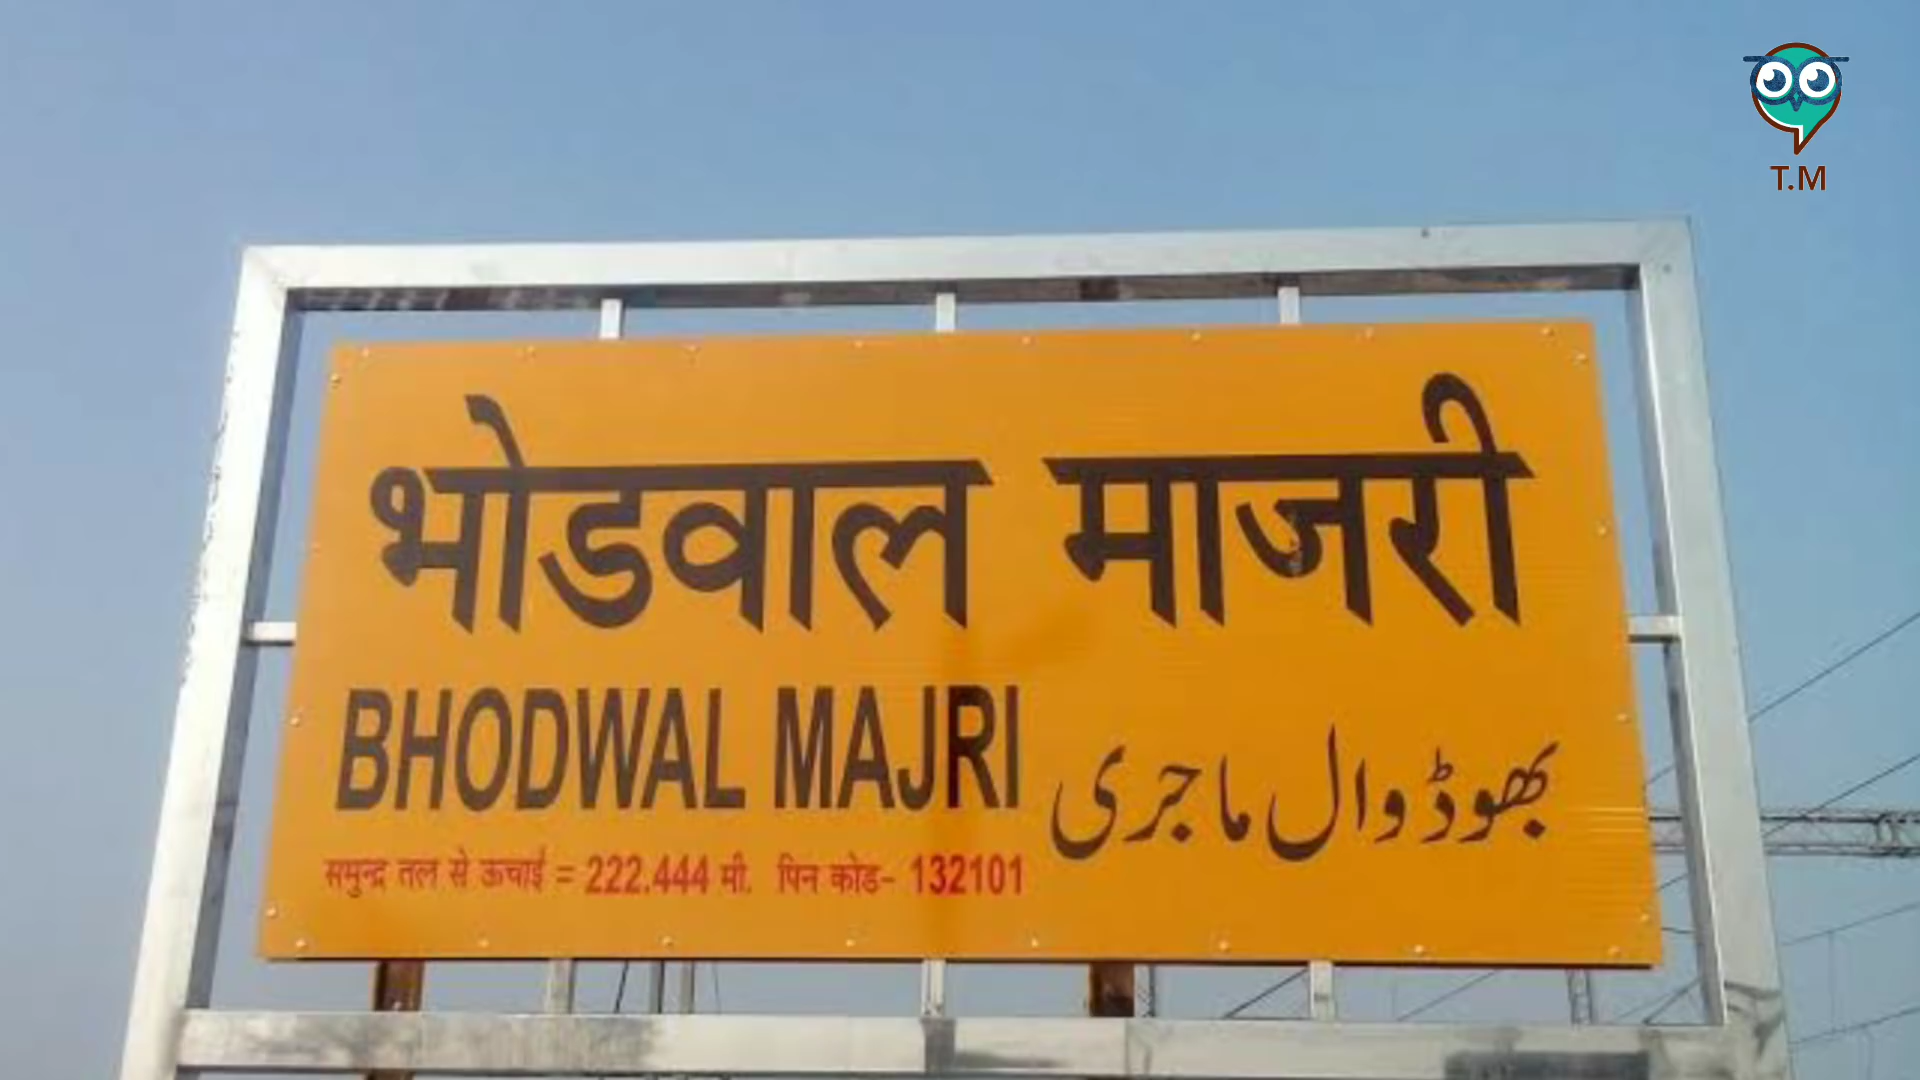 T.M
भोडवाल माजरी
BHODWAL MAJRI
بھوڈوال ماجری
समुन्द्र तल से ऊचाई = 222.444 मी. पिन कोड- 132101